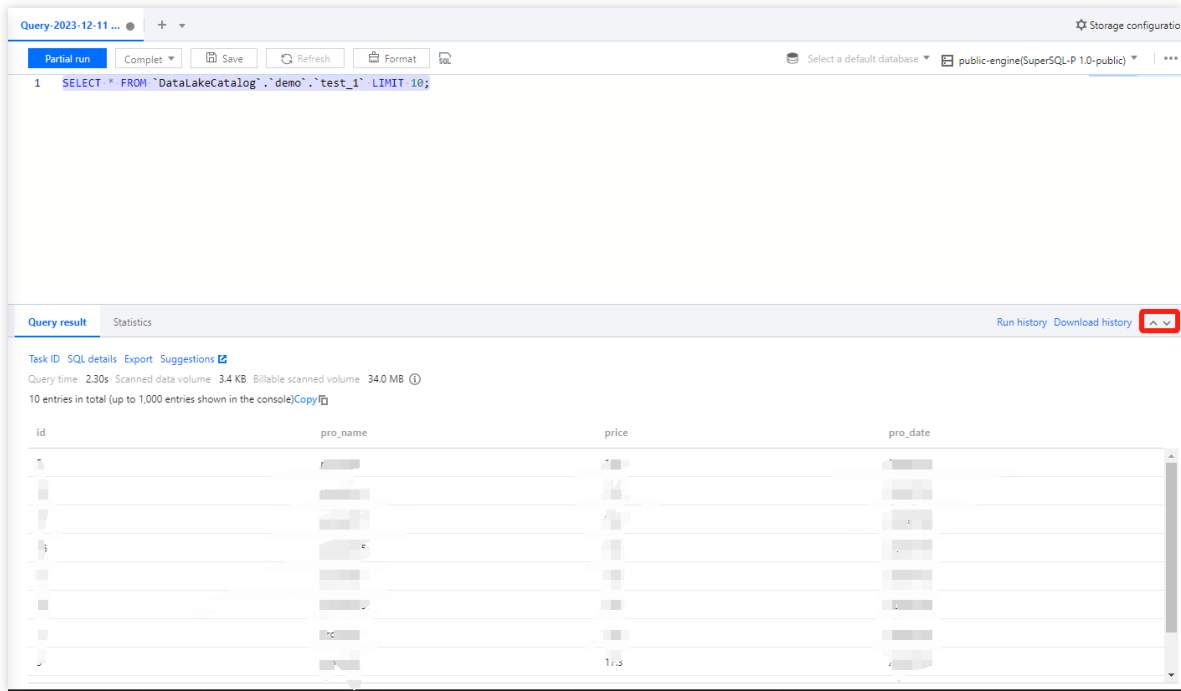 Query-2023-12-11 ...
Storage configuratio
Partial run Complet Save Refresh Format SQL Select a default database public-engine(SuperSQL-P 1.0-public)
1 SELECT * FROM `DataLakeCatalog`.`demo`.`test_1` LIMIT 10;
Query result Statistics Run history Download history
Task ID SQL details Export Suggestions
Query time 2.30s Scanned data volume 3.4 KB Billable scanned volume 34.0 MB
10 entries in total (up to 1,000 entries shown in the console)Copy
id pro_name price pro_date